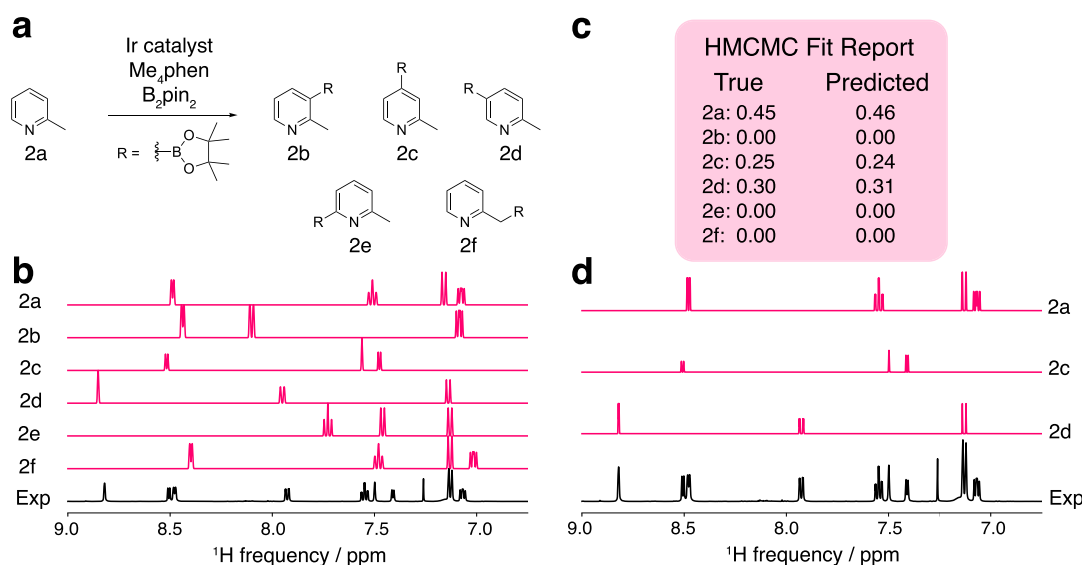 a
Ir catalyst
Me₄phen
B₂pin₂
R =
B
O
O
N
2a
R
N
2b
R
N
2c
R
N
2d
R
N
2e
N
R
2f
b
2a
2b
2c
2d
2e
2f
Exp
9.0 8.5 8.0 7.5 7.0
¹H frequency / ppm
c
HMCMC Fit Report
True Predicted
2a: 0.45 0.46
2b: 0.00 0.00
2c: 0.25 0.24
2d: 0.30 0.31
2e: 0.00 0.00
2f: 0.00 0.00
d
2a
2c
2d
Exp
9.0 8.5 8.0 7.5 7.0
¹H frequency / ppm